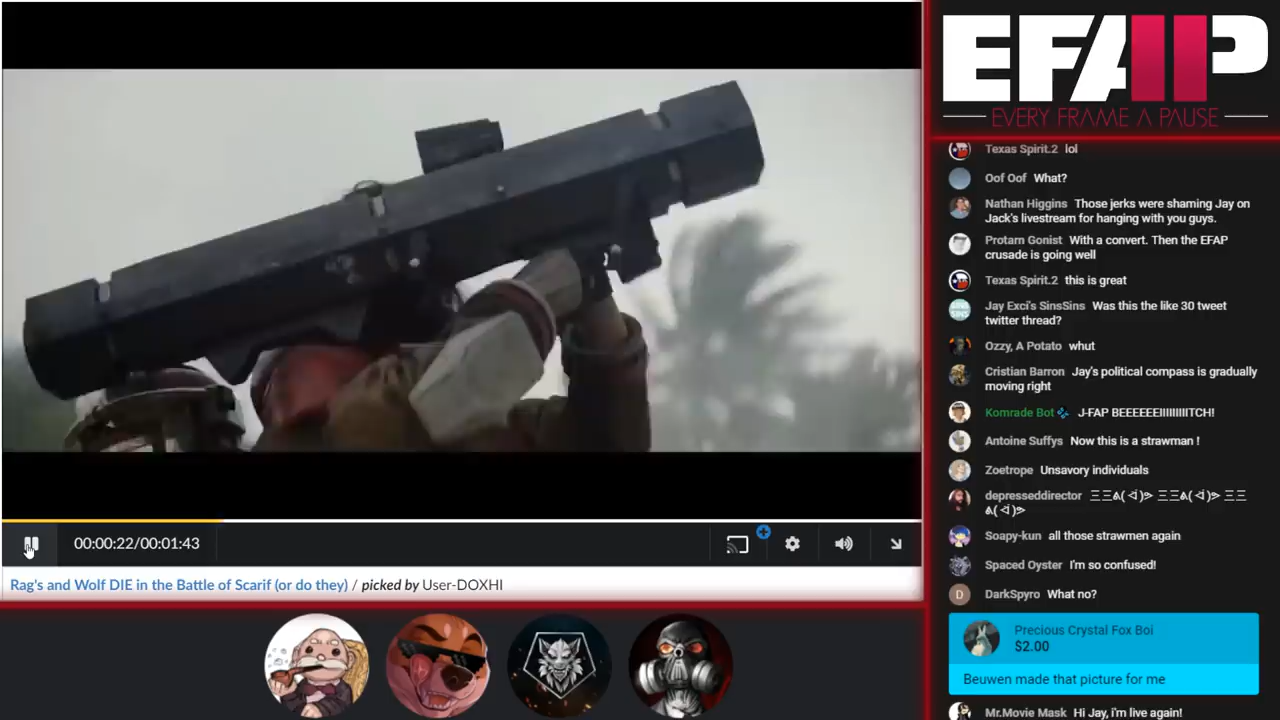 EFAP
EVERY FRAME A PAUSE
Texas Spirit.2 lol
Oof Oof What?
Nathan Higgins Those jerks were shaming Jay on
Jack's livestream for hanging with you guys.
Protam Gonist With a convert. Then the EFAP
crusade is going well
Texas Spirit.2 this is great
Jay Exci's SinsSins Was this the like 30 tweet
twitter thread?
Ozzy, A Potato whut
Cristian Barron Jay's political compass is gradually
moving right
Komrade Bot J-FAP BEEEEEEIIIIIIIIITCH!
Antoine Suffys Now this is a strawman !
Zoetrope Unsavory individuals
depresseddirector
Soapy-kun all those strawmen again
Spaced Oyster I'm so confused!
D DarkSpyro What no?
Precious Crystal Fox Boi
$2.00
Beuwen made that picture for me
Mr.Movie Mask Hi Jay, i'm live again!
00:00:22/00:01:43
Rag's and Wolf DIE in the Battle of Scarif (or do they) / picked by User-DOXHI